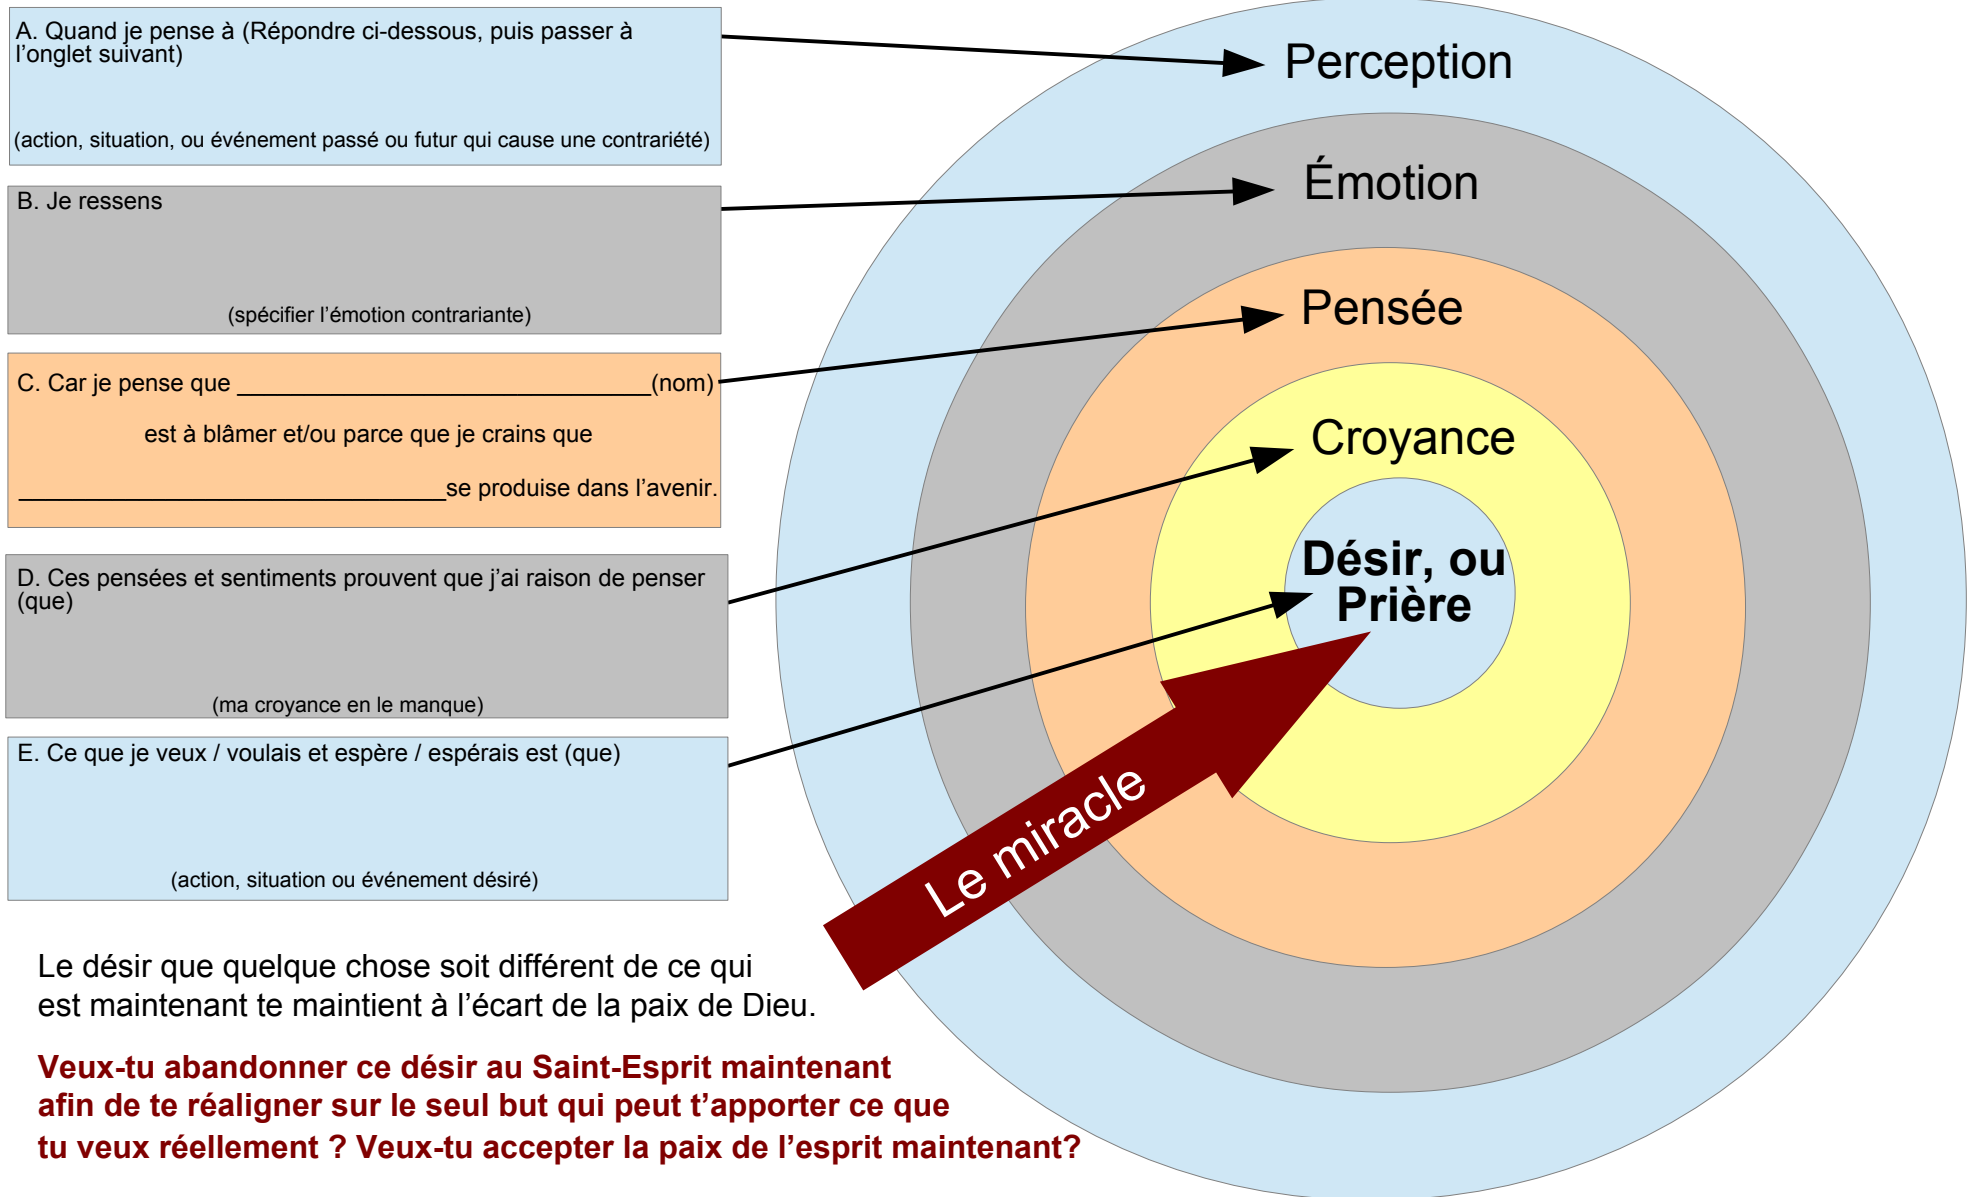 A. Quand je pense à (Répondre ci-dessous, puis passer à
l’onglet suivant)
(action, situation, ou événement passé ou futur qui cause une contrariété)
B. Je ressens
(spécifier l’émotion contrariante)
C. Car je pense que ______________________________(nom)
est à blâmer et/ou parce que je crains que
_______________________________se produise dans l’avenir.
D. Ces pensées et sentiments prouvent que j’ai raison de penser
(que)
(ma croyance en le manque)
E. Ce que je veux / voulais et espère / espérais est (que)
(action, situation ou événement désiré)
Perception
Émotion
Pensée
Croyance
Désir, ou
Prière
Le miracle
Le désir que quelque chose soit différent de ce qui
est maintenant te maintient à l’écart de la paix de Dieu.
Veux-tu abandonner ce désir au Saint-Esprit maintenant
afin de te réaligner sur le seul but qui peut t’apporter ce que
tu veux réellement ? Veux-tu accepter la paix de l’esprit maintenant?